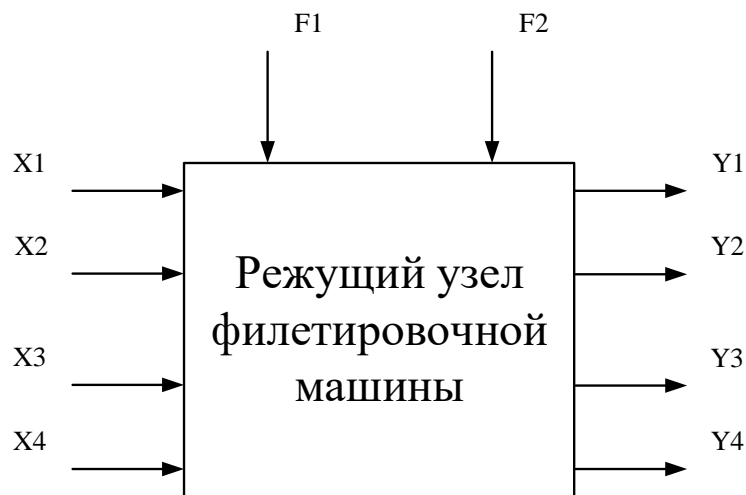 F1 F2
X1 Y1
X2 Y2
Режущий узел
филетировочной
машины
X3 Y3
X4 Y4